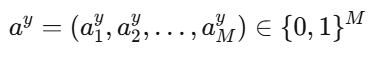 a^y = (a_1^y, a_2^y, . . . , a_M^y) ∈ {0, 1}^M